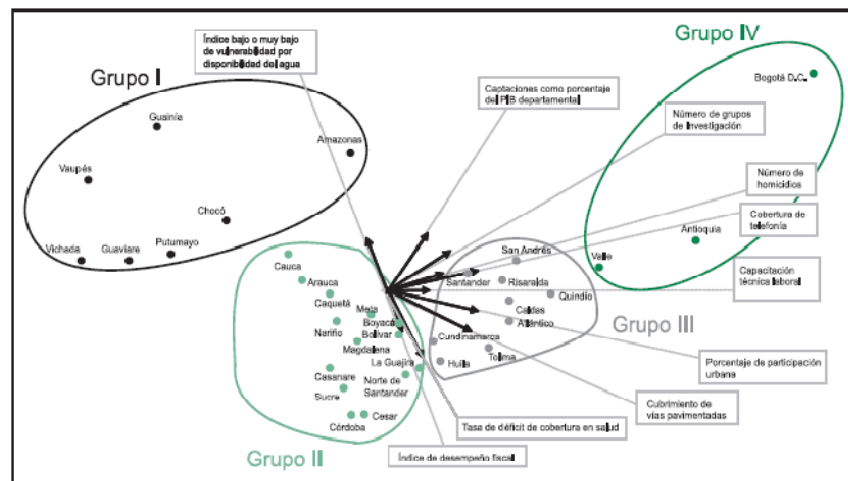 Índice bajo o muy bajo
de vulnerabilidad por
disponibilidad del agua
Grupo IV
Grupo I
Bogotá D.C.
Captaciones como porcentaje
del PIB departamental
Número de grupos
de Investigación
Guainía
Amazonas
Vaupés
Número de
homicidios
Chocó
Cobertura de
telefonía
Antioquia
San Andrés
Vichada
Guaviare
Putumayo
Valle
Cauca
Capacitación
técnica laboral
Arauca
Santander
Risaralda
Caquetá
Quindío
Meta
Caldas
Nariño
Boyacá
Atlántico
Grupo III
Bolívar
Cundinamarca
Magdalena
Tolima
La Guajira
Huila
Porcentaje de participación
urbana
Casanare
Norte de
Santander
Sucre
Cubrimiento de
vías pavimentadas
Córdoba
Cesar
Tasa de déficit de cobertura en salud
Grupo II
Índice de desempeño fiscal